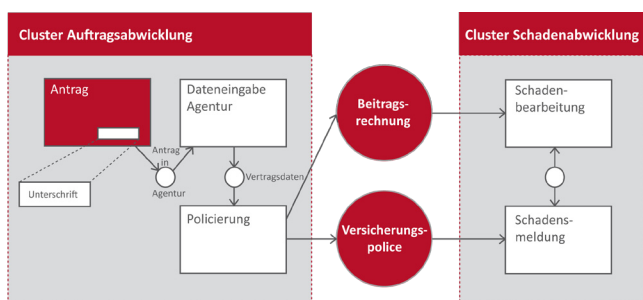 Cluster Auftragsabwicklung
Cluster Schadenabwicklung
Antrag
Dateneingabe
Agentur
Beitrags-
rechnung
Schaden-
bearbeitung
Antrag
in
Agentur
Unterschrift
Vertragsdaten
Policierung
Versicherungs-
police
Schadens-
meldung